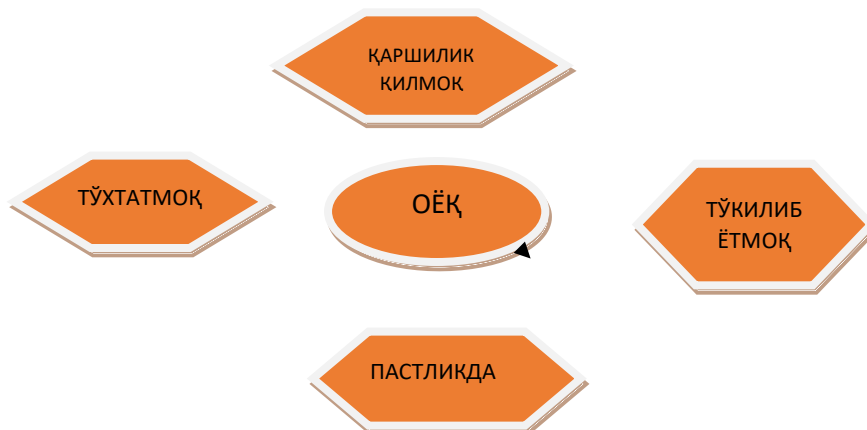 ҚАРШИЛИК
ҚИЛМОҚ
ТЎХТАТМОҚ
ОЁҚ
ТЎКИЛИБ
ЁТМОҚ
ПАСТЛИКДА